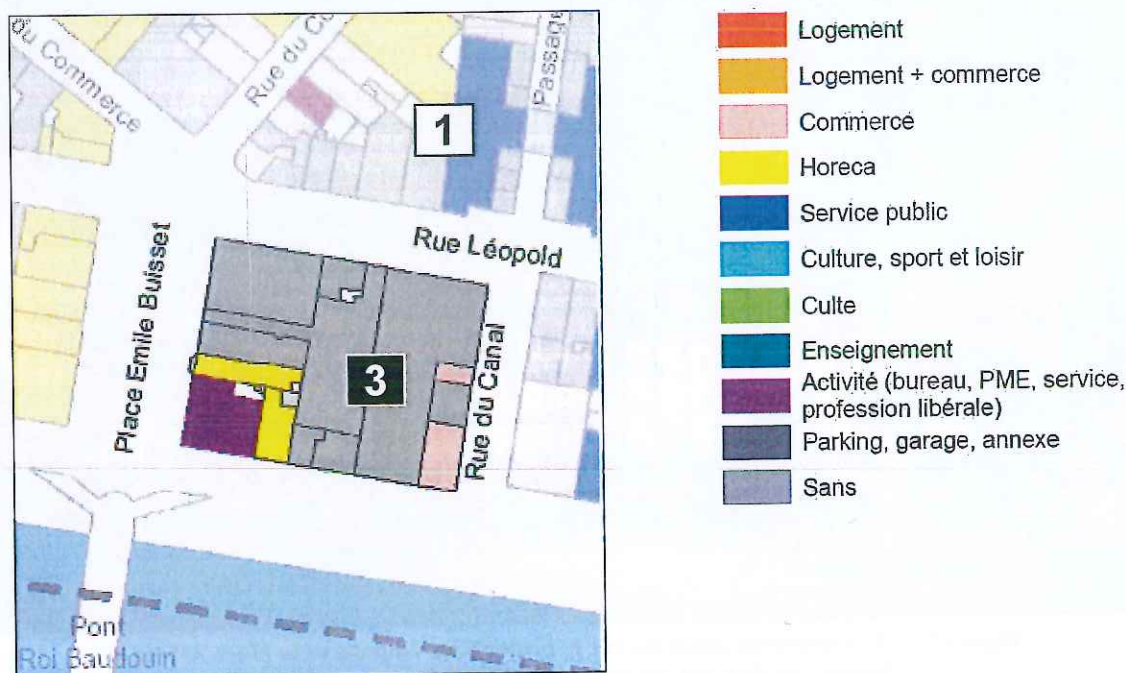 du Commerce
Rue du Co
Passage
1
Rue Léopold
Place Emile Buisset
3
Rue du Canal
Pont
Roi Baudouin
Logement
Logement + commerce
Commerce
Horeca
Service public
Culture, sport et loisir
Culte
Enseignement
Activité (bureau, PME, service,
profession libérale)
Parking, garage, annexe
Sans